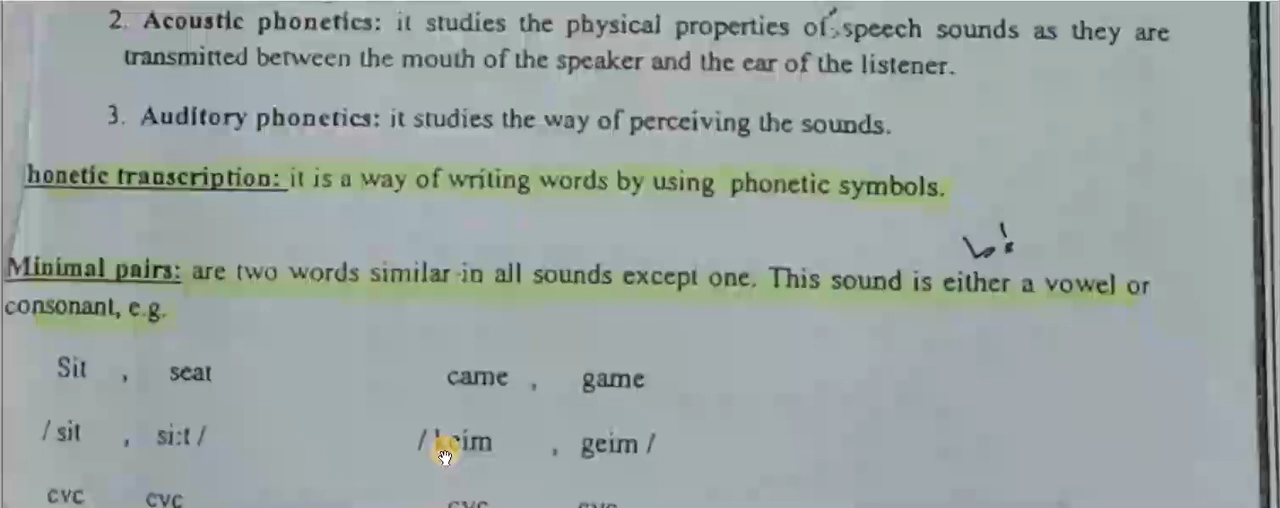 2. Acoustic phonetics: it studies the physical properties of speech sounds as they are
transmitted between the mouth of the speaker and the ear of the listener.
3. Auditory phonetics: it studies the way of perceiving the sounds.
honetic transcription: it is a way of writing words by using phonetic symbols.
Minimal pairs: are two words similar in all sounds except one. This sound is either a vowel or
consonant, e.g.
Sit , seat came , game
/ sit , si:t / / keim , geim /
cvc cvc cvc cvc